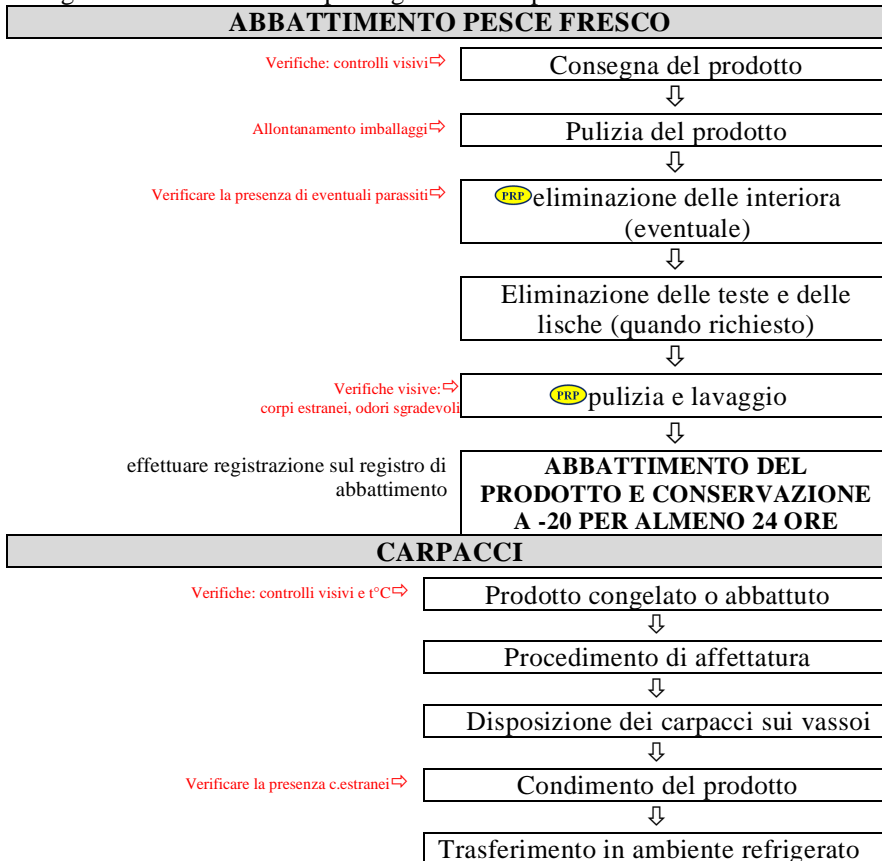 ABBATTIMENTO PESCE FRESCO
Verifiche: controlli visivi⇨ Consegna del prodotto
⇩
Allontanamento imballaggi⇨ Pulizia del prodotto
⇩
Verificare la presenza di eventuali parassiti⇨ PRP eliminazione delle interiora
(eventuale)
⇩
Eliminazione delle teste e delle
lische (quando richiesto)
⇩
Verifiche visive:⇨
corpi estranei, odori sgradevoli
PRP pulizia e lavaggio
⇩
effettuare registrazione sul registro di
abbattimento
ABBATTIMENTO DEL
PRODOTTO E CONSERVAZIONE
A -20 PER ALMENO 24 ORE
CARPACCI
Verifiche: controlli visivi e t°C⇨ Prodotto congelato o abbattuto
⇩
Procedimento di affettatura
⇩
Disposizione dei carpacci sui vassoi
⇩
Verificare la presenza c.estranei⇨ Condimento del prodotto
⇩
Trasferimento in ambiente refrigerato